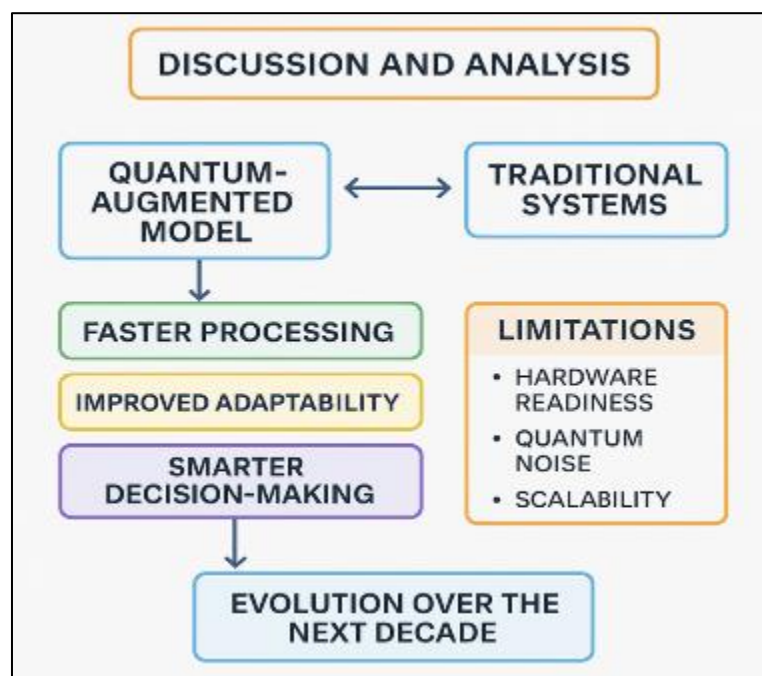 DISCUSSION AND ANALYSIS
QUANTUM-
AUGMENTED
MODEL
TRADITIONAL
SYSTEMS
FASTER PROCESSING
IMPROVED ADAPTABILITY
SMARTER
DECISION-MAKING
LIMITATIONS
• HARDWARE
READINESS
• QUANTUM
NOISE
• SCALABILITY
EVOLUTION OVER THE
NEXT DECADE